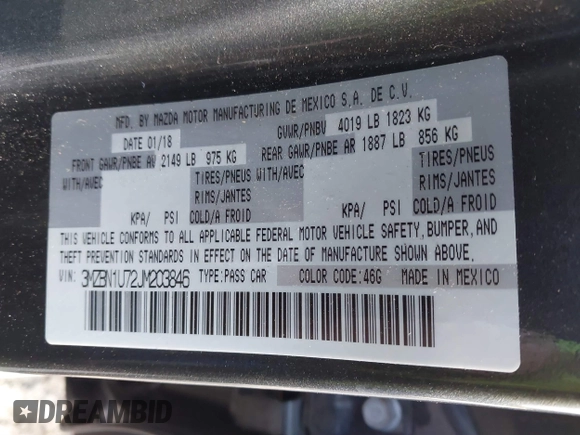 MFD. BY MAZDA MOTOR MANUFACTURING DE MEXICO S.A. DE C.V.
DATE 01/18 GVWR/PNBV 4019 LB 1823 KG
FRONT GAWR/PNBE AV 2149 LB 975 KG REAR GAWR/PNBE AR 1887 LB 856 KG
WITH/AVEC TIRES/PNEUS WITH/AVEC TIRES/PNEUS
RIMS/JANTES RIMS/JANTES
KPA/ PSI COLD/A FROID KPA/ PSI COLD/A FROID
THIS VEHICLE CONFORMS TO ALL APPLICABLE FEDERAL MOTOR VEHICLE SAFETY, BUMPER, AND
THEFT PREVENTION STANDARDS IN EFFECT ON THE DATE OF MANUFACTURE SHOWN ABOVE.
VIN: 3MZBN1U72JM203846 TYPE:PASS CAR COLOR CODE:46G MADE IN MEXICO
DREAMBID